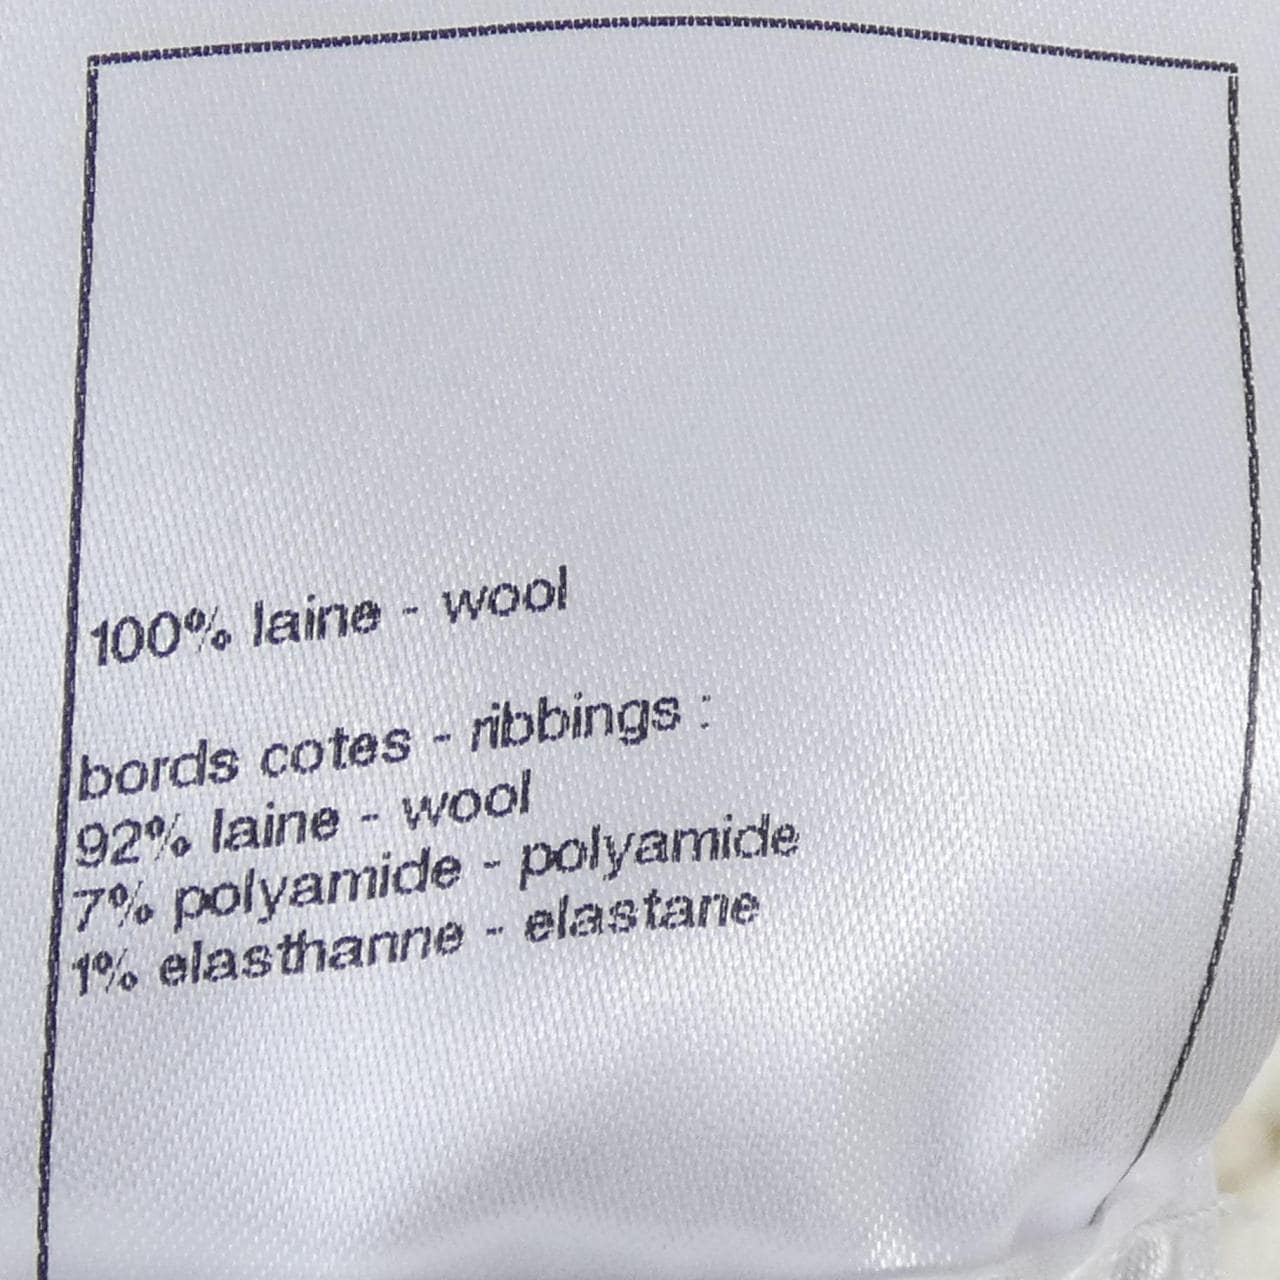 100% laine - wool
bords cotes - ribbings :
92% laine - wool
7% polyamide - polyamide
1% elasthanne - elastane